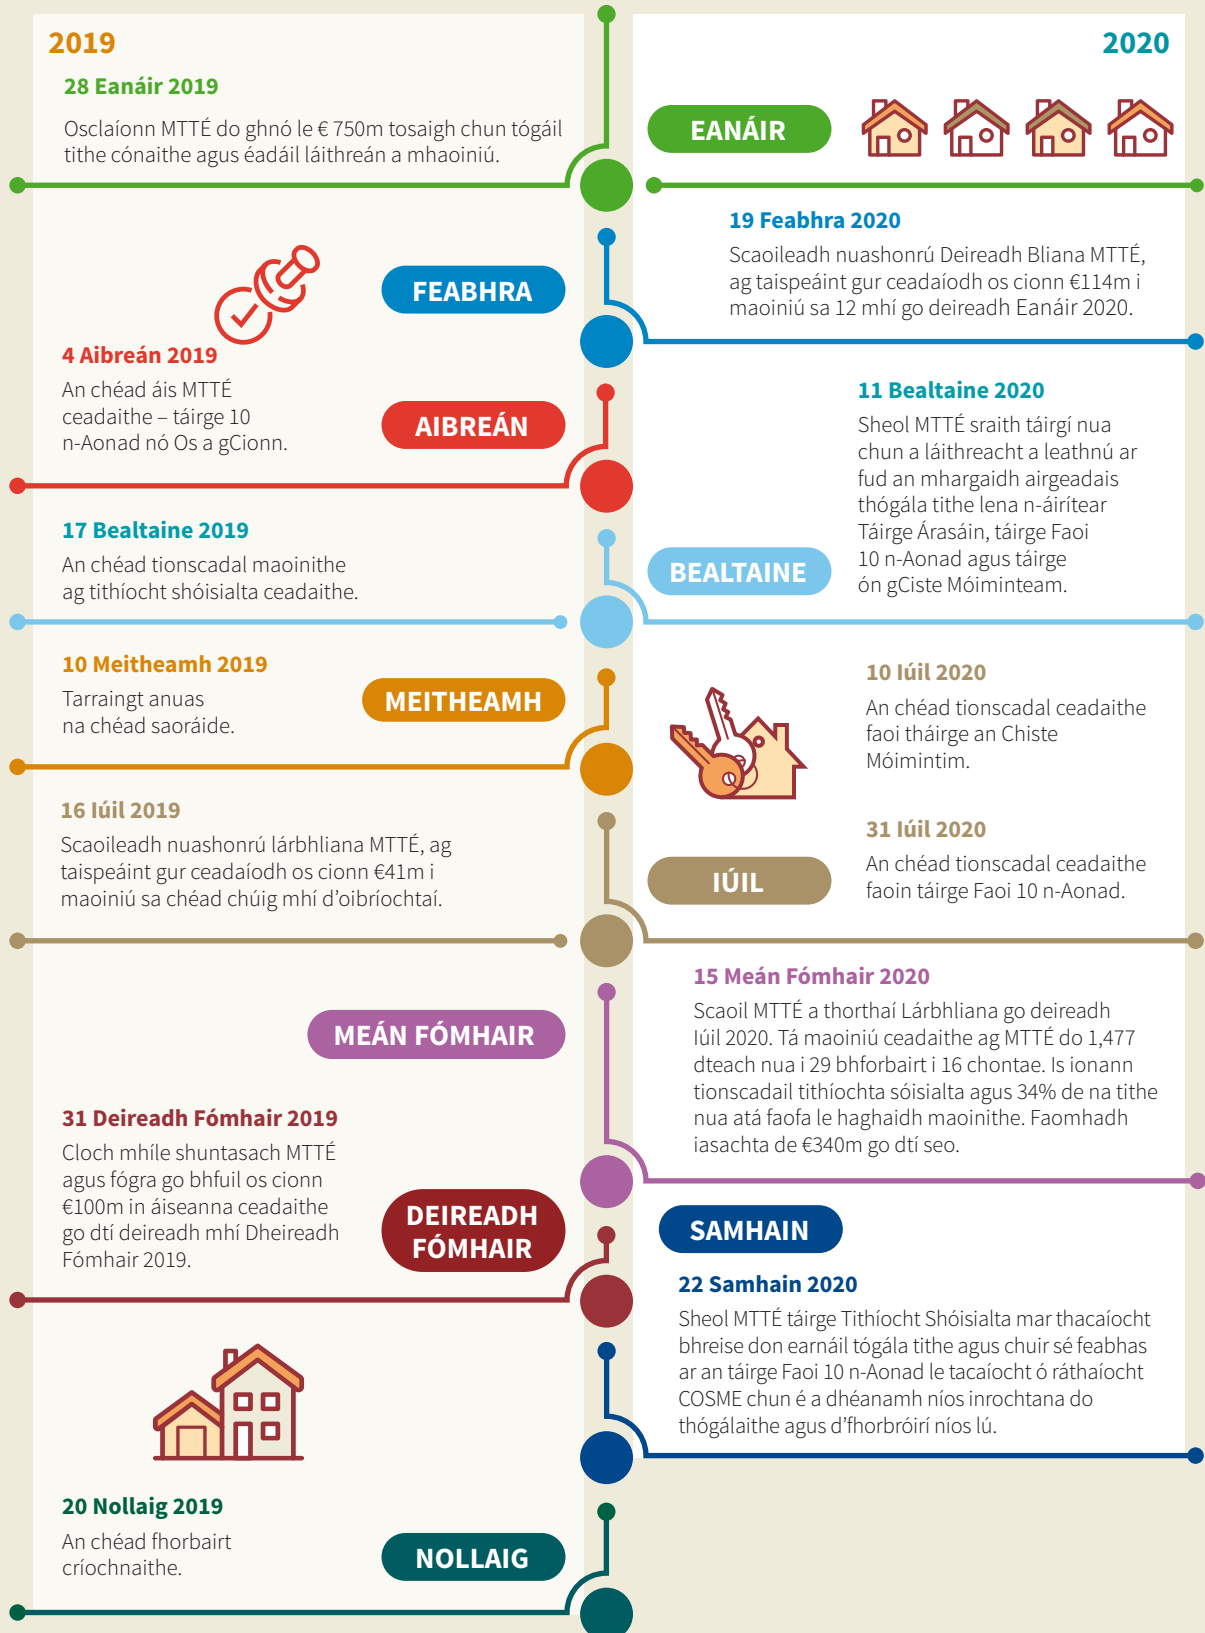 2019
28 Eanáir 2019
Osclaíonn MTTÉ do ghnó le € 750m tosaigh chun tógáil
tithe cónaithe agus éadáil láithreán a mhaoiniú.
FEABHRA
4 Aibreán 2019
An chéad áis MTTÉ
ceadaithe – táirge 10
n-Aonad nó Os a gCionn.
AIBREÁN
17 Bealtaine 2019
An chéad tionscadal maoinithe
ag tithíocht shóisialta ceadaithe.
10 Meitheamh 2019
Tarraingt anuas
na chéad saoráide.
MEITHEAMH
16 Iúil 2019
Scaoileadh nuashonrú lárbhliana MTTÉ, ag
taispeáint gur ceadaíodh os cionn €41m i
maoiniú sa chéad chúig mhí d'oibríochtaí.
MEÁN FÓMHAIR
31 Deireadh Fómhair 2019
Cloch mhíle shuntasach MTTÉ
agus fógra go bhfuil os cionn
€100m in áiseanna ceadaithe
go dtí deireadh mhí Dheireadh
Fómhair 2019.
DEIREADH
FÓMHAIR
20 Nollaig 2019
An chéad fhorbairt
críochnaithe.
NOLLAIG
2020
EANÁIR
19 Feabhra 2020
Scaoileadh nuashonrú Deireadh Bliana MTTÉ,
ag taispeáint gur ceadaíodh os cionn €114m i
maoiniú sa 12 mhí go deireadh Eanáir 2020.
11 Bealtaine 2020
Sheol MTTÉ sraith táirgí nua
chun a láithreacht a leathnú ar
fud an mhargaidh airgeadais
thógála tithe lena n-áirítear
Táirge Árasáin, táirge Faoi
10 n-Aonad agus táirge
ón gCiste Móiminteam.
BEALTAINE
10 Iúil 2020
An chéad tionscadal ceadaithe
faoi tháirge an Chiste
Móimintim.
31 Iúil 2020
An chéad tionscadal ceadaithe
faoin táirge Faoi 10 n-Aonad.
IÚIL
15 Meán Fómhair 2020
Scaoil MTTÉ a thorthaí Lárbhliana go deireadh
Iúil 2020. Tá maoiniú ceadaithe ag MTTÉ do 1,477
dteach nua i 29 bhforbairt i 16 chontae. Is ionann
tionscadail tithíochta sóisialta agus 34% de na tithe
nua atá faofa le haghaidh maoinithe. Faomhadh
iasachta de €340m go dtí seo.
SAMHAIN
22 Samhain 2020
Sheol MTTÉ táirge Tithíocht Shóisialta mar thacaíocht
bhreise don earnáil tógála tithe agus chuir sé feabhas
ar an táirge Faoi 10 n-Aonad le tacaíocht ó ráthaíocht
COSME chun é a dhéanamh níos inrochtana do
thógálaithe agus d'fhorbróirí níos lú.